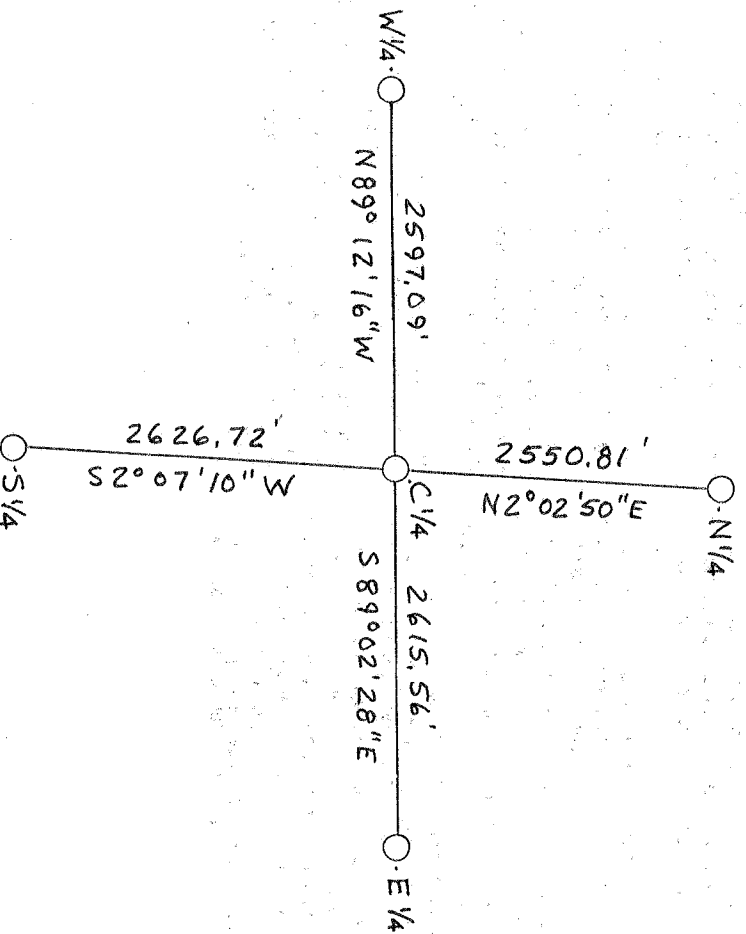 W1/4
2597.09'
N89° 12' 16" W
2626.72'
S2° 07' 10" W
S1/4
C1/4
2550.81'
N2° 02' 50" E
N1/4
2615.56'
S89° 02' 28" E
E1/4